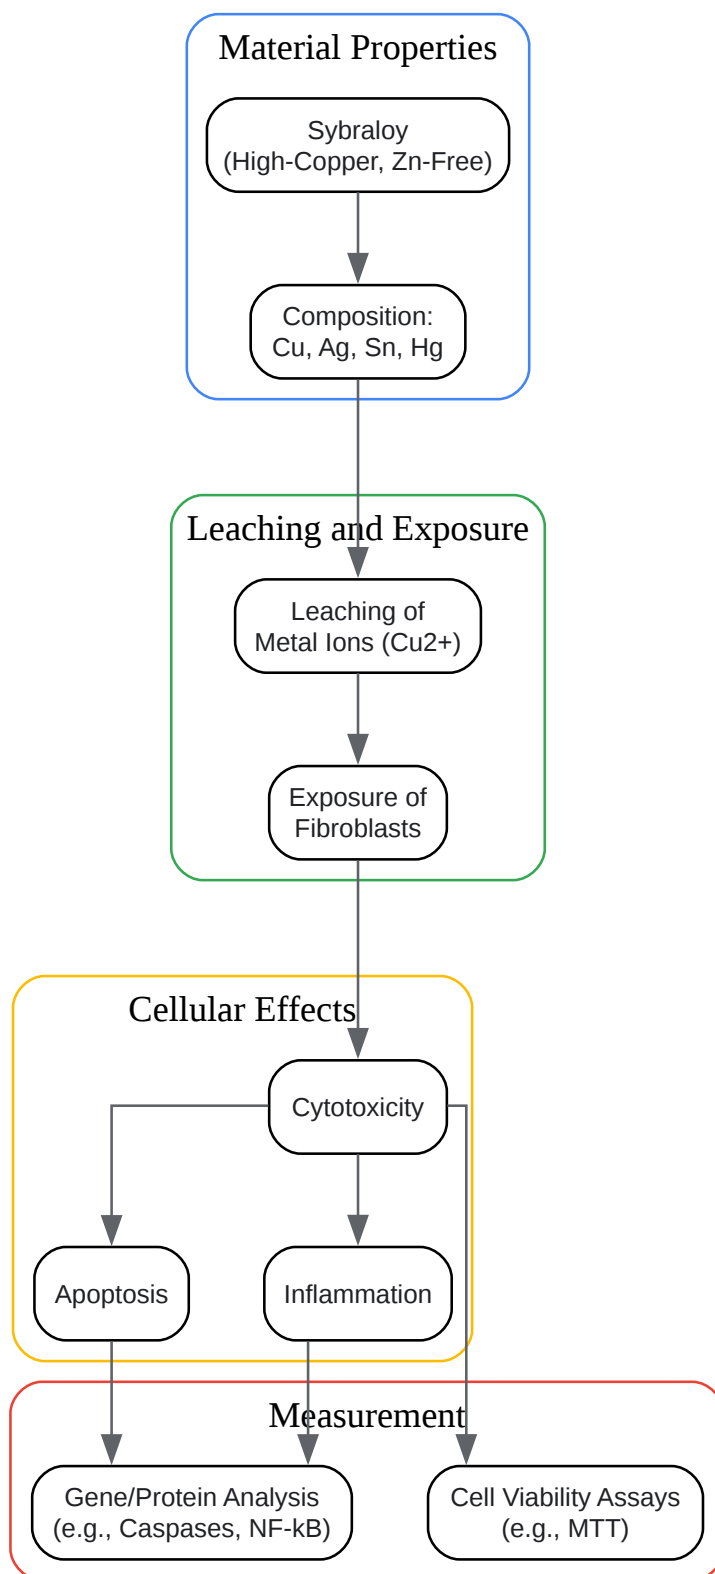 Material Properties
Sybraloy
(High-Copper, Zn-Free)
Composition:
Cu, Ag, Sn, Hg
Leaching and Exposure
Leaching of
Metal Ions (Cu2+)
Exposure of
Fibroblasts
Cellular Effects
Cytotoxicity
Apoptosis
Inflammation
Measurement
Gene/Protein Analysis
(e.g., Caspases, NF-kB)
Cell Viability Assays
(e.g., MTT)